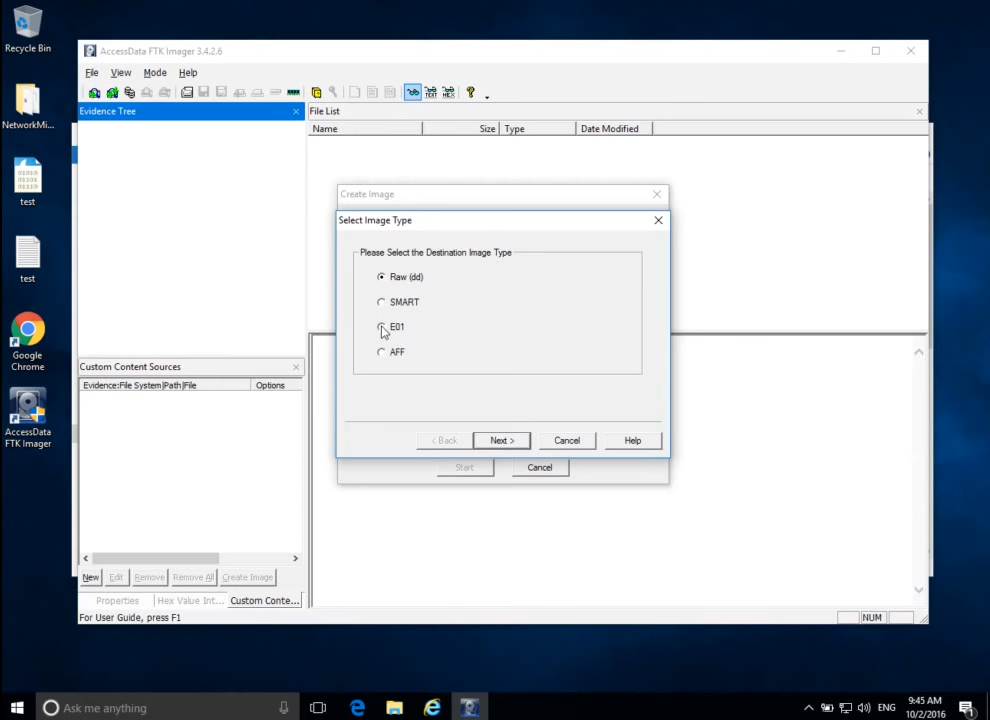 Recycle Bin
NetworkMi...
test
test
Google
Chrome
AccessData
FTK Imager
AccessData FTK Imager 3.4.2.6
File View Mode Help
Evidence Tree
File List
Name Size Type Date Modified
Create Image
Select Image Type
Please Select the Destination Image Type
Raw (dd)
SMART
E01
AFF
< Back Next > Cancel Help
Start Cancel
Custom Content Sources
Evidence:File System|Path|File Options
New Edit Remove Remove All Create Image
Properties Hex Value Int... Custom Conte...
For User Guide, press F1
NUM
Ask me anything
ENG
9:45 AM
10/2/2016